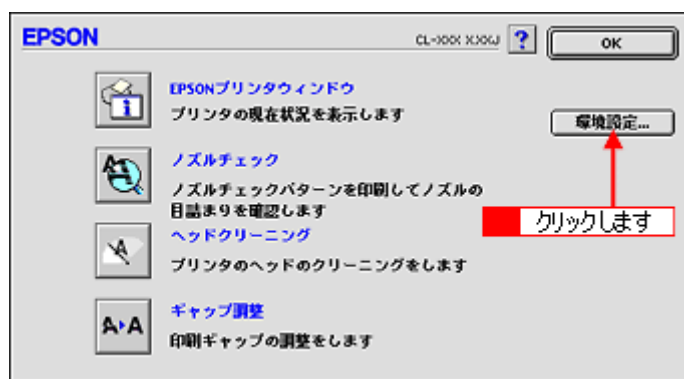 EPSON
CL-XXX X.XXJ
?
OK
EPSONプリンタウィンドウ
プリンタの現在状況を表示します
環境設定...
ノズルチェック
ノズルチェックパターンを印刷してノズルの
目詰まりを確認します
クリックします
ヘッドクリーニング
プリンタのヘッドのクリーニングをします
A▸A
ギャップ調整
印刷ギャップの調整をします